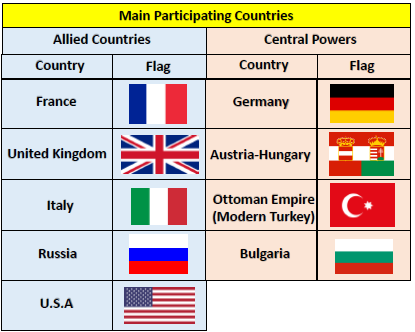 Main Participating Countries
Allied Countries Central Powers
Country Flag Country Flag
France Germany
United Kingdom Austria-Hungary
Italy Ottoman Empire
(Modern Turkey)
Russia Bulgaria
U.S.A